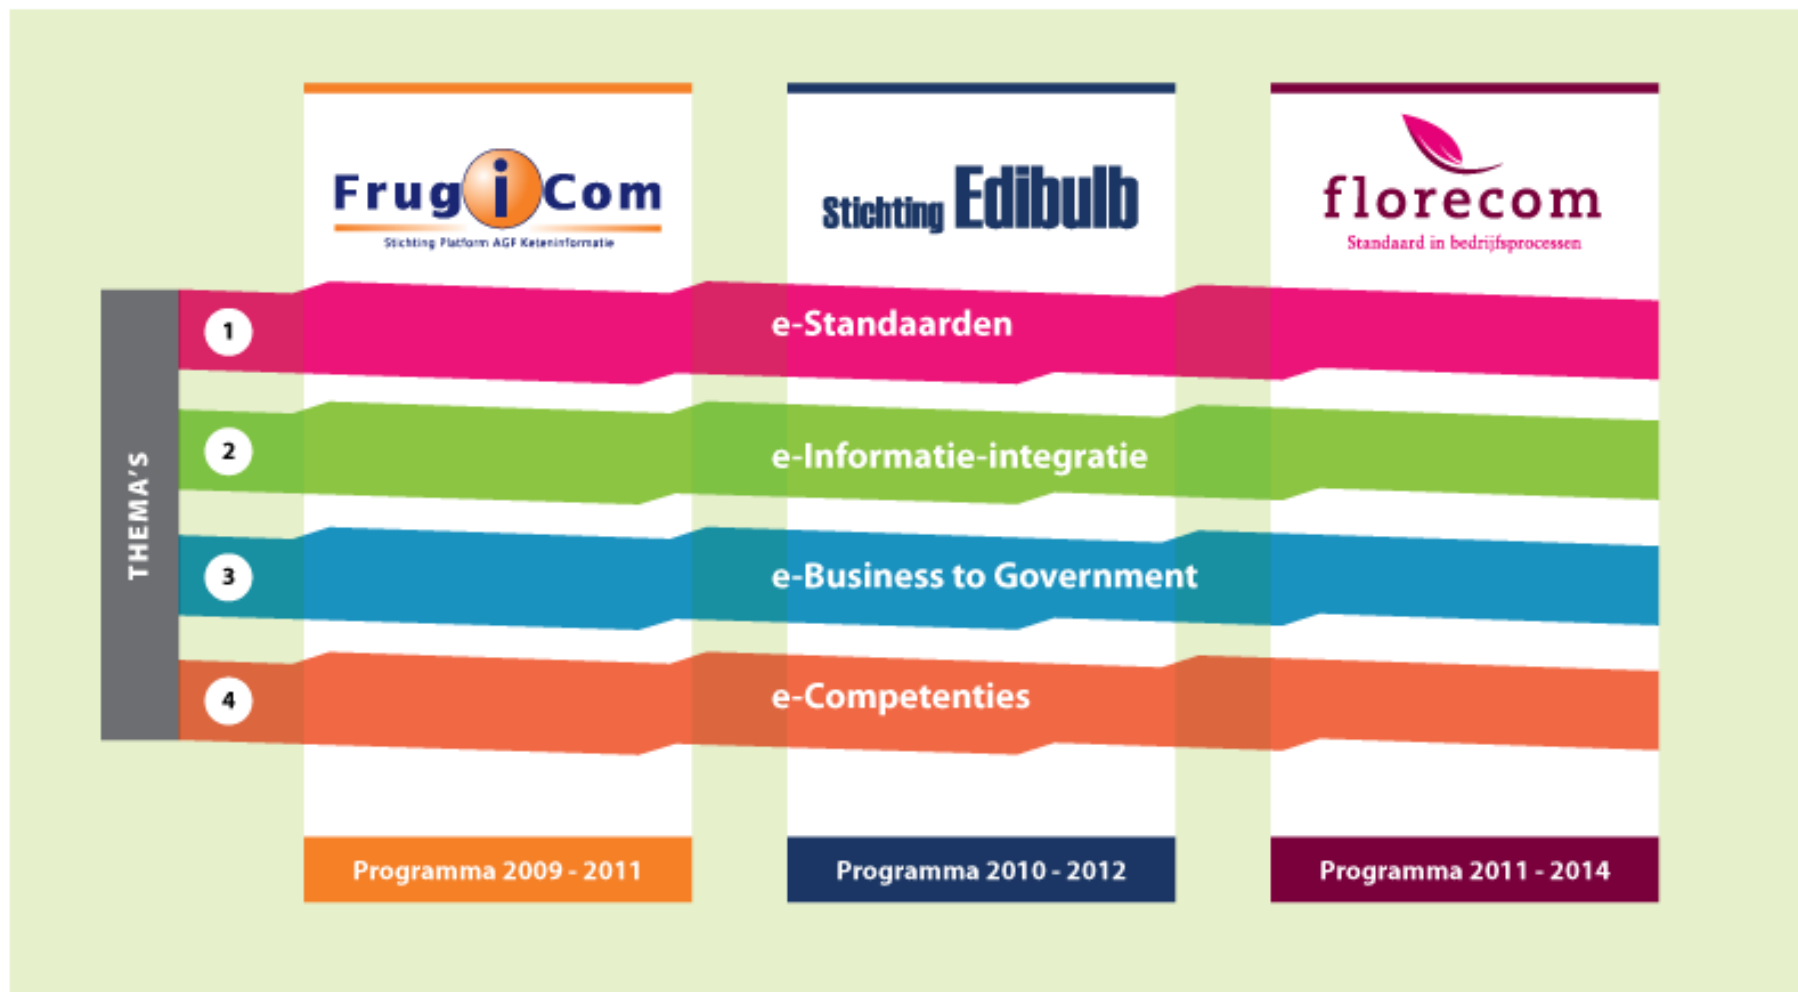 Frug i Com
Stichting Platform AGF Keteninformatie
Stichting Edibulb
florecom
Standaard in bedrijfsprocessen
THEMA'S
1
e-Standaarden
2
e-Informatie-integratie
3
e-Business to Government
4
e-Competenties
Programma 2009 - 2011
Programma 2010 - 2012
Programma 2011 - 2014